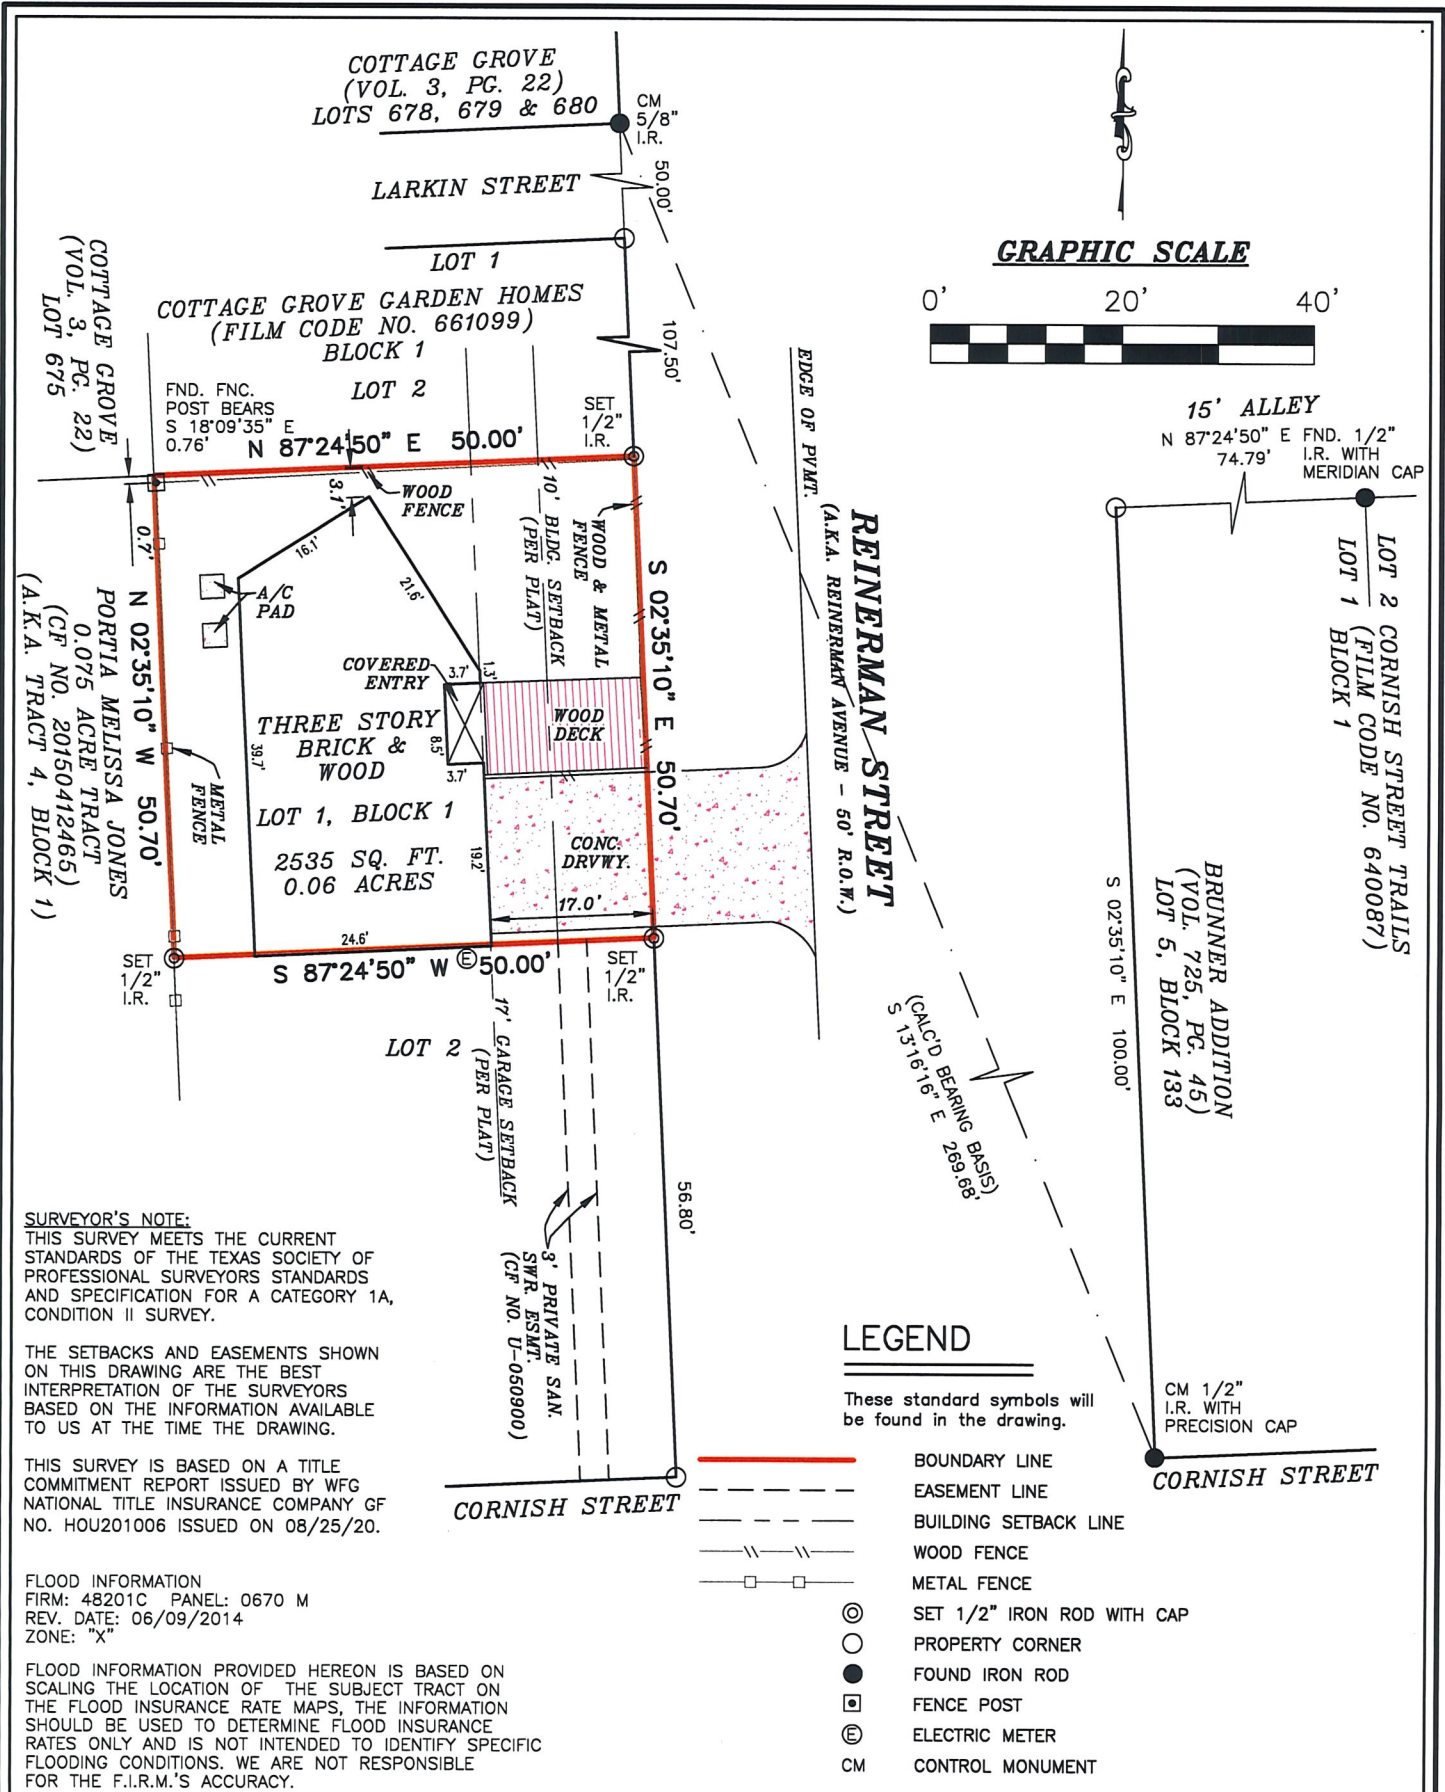 COTTAGE GROVE
(VOL. 3, PG. 22)
LOTS 678, 679 & 680
CM
5/8"
I.R.
LARKIN STREET
50.00'
LOT 1
COTTAGE GROVE GARDEN HOMES
(FILM CODE NO. 661099)
BLOCK 1
LOT 2
107.50'
COTTAGE GROVE
(VOL. 3, PG. 22)
LOT 675
FND. FNC.
POST BEARS
S 18°09'35" E
0.76'
N 87°24'50" E 50.00'
SET
1/2"
I.R.
GRAPHIC SCALE
0' 20' 40'
15' ALLEY
N 87°24'50" E
74.79'
FND. 1/2"
I.R. WITH
MERIDIAN CAP
LOT 2
LOT 1
CORNISH STREET TRAILS
(FILM CODE NO. 640087)
BLOCK 1
EDGE OF PVMT.
REINERMAN STREET
(A.K.A. REINERMAN AVENUE - 50' R.O.W.)
3.1'
WOOD
FENCE
10' BLDG. SETBACK
(PER PLAT)
WOOD & METAL
FENCE
0.7'
16.1'
21.6'
A/C
PAD
S 02°35'10" E 50.70'
N 02°35'10" W 50.70'
PORTIA MELISSA JONES
0.075 ACRE TRACT
(CF NO. 20150412465)
(A.K.A. TRACT 4, BLOCK 1)
COVERED
ENTRY
3.7'
1.3'
8.5'
3.7'
WOOD
DECK
THREE STORY
BRICK &
WOOD
39.7'
METAL
FENCE
LOT 1, BLOCK 1
2535 SQ. FT.
0.06 ACRES
19.2'
CONC.
DRVWY.
17.0'
24.6'
SET
1/2"
I.R.
S 87°24'50" W 50.00'
E
SET
1/2"
I.R.
LOT 2
17' GARAGE SETBACK
(PER PLAT)
S 02°35'10" E 100.00'
BRUNNER ADDITION
(VOL. 725, PG. 45)
LOT 5, BLOCK 133
(CALC'D BEARING BASIS)
S 13°16'16" E 269.68'
56.80'
3' PRIVATE SAN.
SWR. ESMT.
(CF NO. U-050900)
CORNISH STREET
CM 1/2"
I.R. WITH
PRECISION CAP
CORNISH STREET
SURVEYOR'S NOTE:
THIS SURVEY MEETS THE CURRENT
STANDARDS OF THE TEXAS SOCIETY OF
PROFESSIONAL SURVEYORS STANDARDS
AND SPECIFICATION FOR A CATEGORY 1A,
CONDITION II SURVEY.
THE SETBACKS AND EASEMENTS SHOWN
ON THIS DRAWING ARE THE BEST
INTERPRETATION OF THE SURVEYORS
BASED ON THE INFORMATION AVAILABLE
TO US AT THE TIME THE DRAWING.
THIS SURVEY IS BASED ON A TITLE
COMMITMENT REPORT ISSUED BY WFG
NATIONAL TITLE INSURANCE COMPANY GF
NO. HOU201006 ISSUED ON 08/25/20.
FLOOD INFORMATION
FIRM: 48201C PANEL: 0670 M
REV. DATE: 06/09/2014
ZONE: "X"
FLOOD INFORMATION PROVIDED HEREON IS BASED ON
SCALING THE LOCATION OF THE SUBJECT TRACT ON
THE FLOOD INSURANCE RATE MAPS, THE INFORMATION
SHOULD BE USED TO DETERMINE FLOOD INSURANCE
RATES ONLY AND IS NOT INTENDED TO IDENTIFY SPECIFIC
FLOODING CONDITIONS. WE ARE NOT RESPONSIBLE
FOR THE F.I.R.M.'S ACCURACY.
LEGEND
These standard symbols will
be found in the drawing.
BOUNDARY LINE
EASEMENT LINE
BUILDING SETBACK LINE
WOOD FENCE
METAL FENCE
SET 1/2" IRON ROD WITH CAP
PROPERTY CORNER
FOUND IRON ROD
FENCE POST
E ELECTRIC METER
CM CONTROL MONUMENT